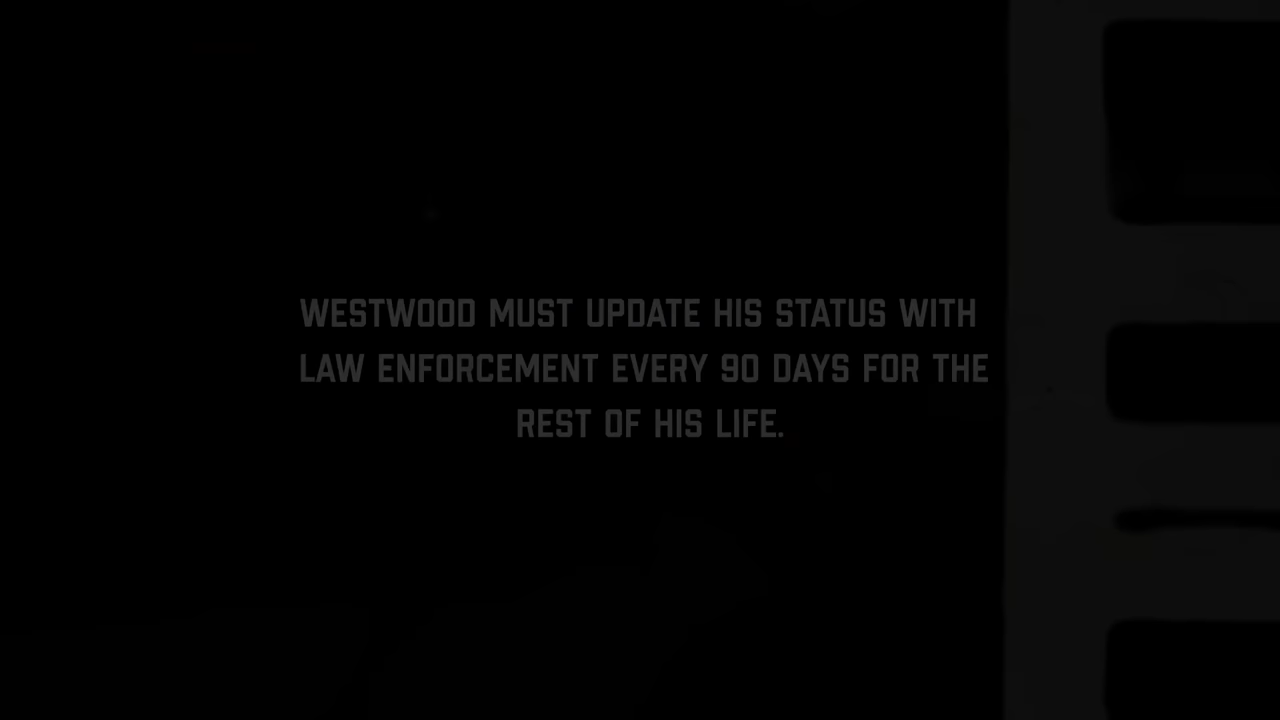 WESTWOOD MUST UPDATE HIS STATUS WITH
LAW ENFORCEMENT EVERY 90 DAYS FOR THE
REST OF HIS LIFE.